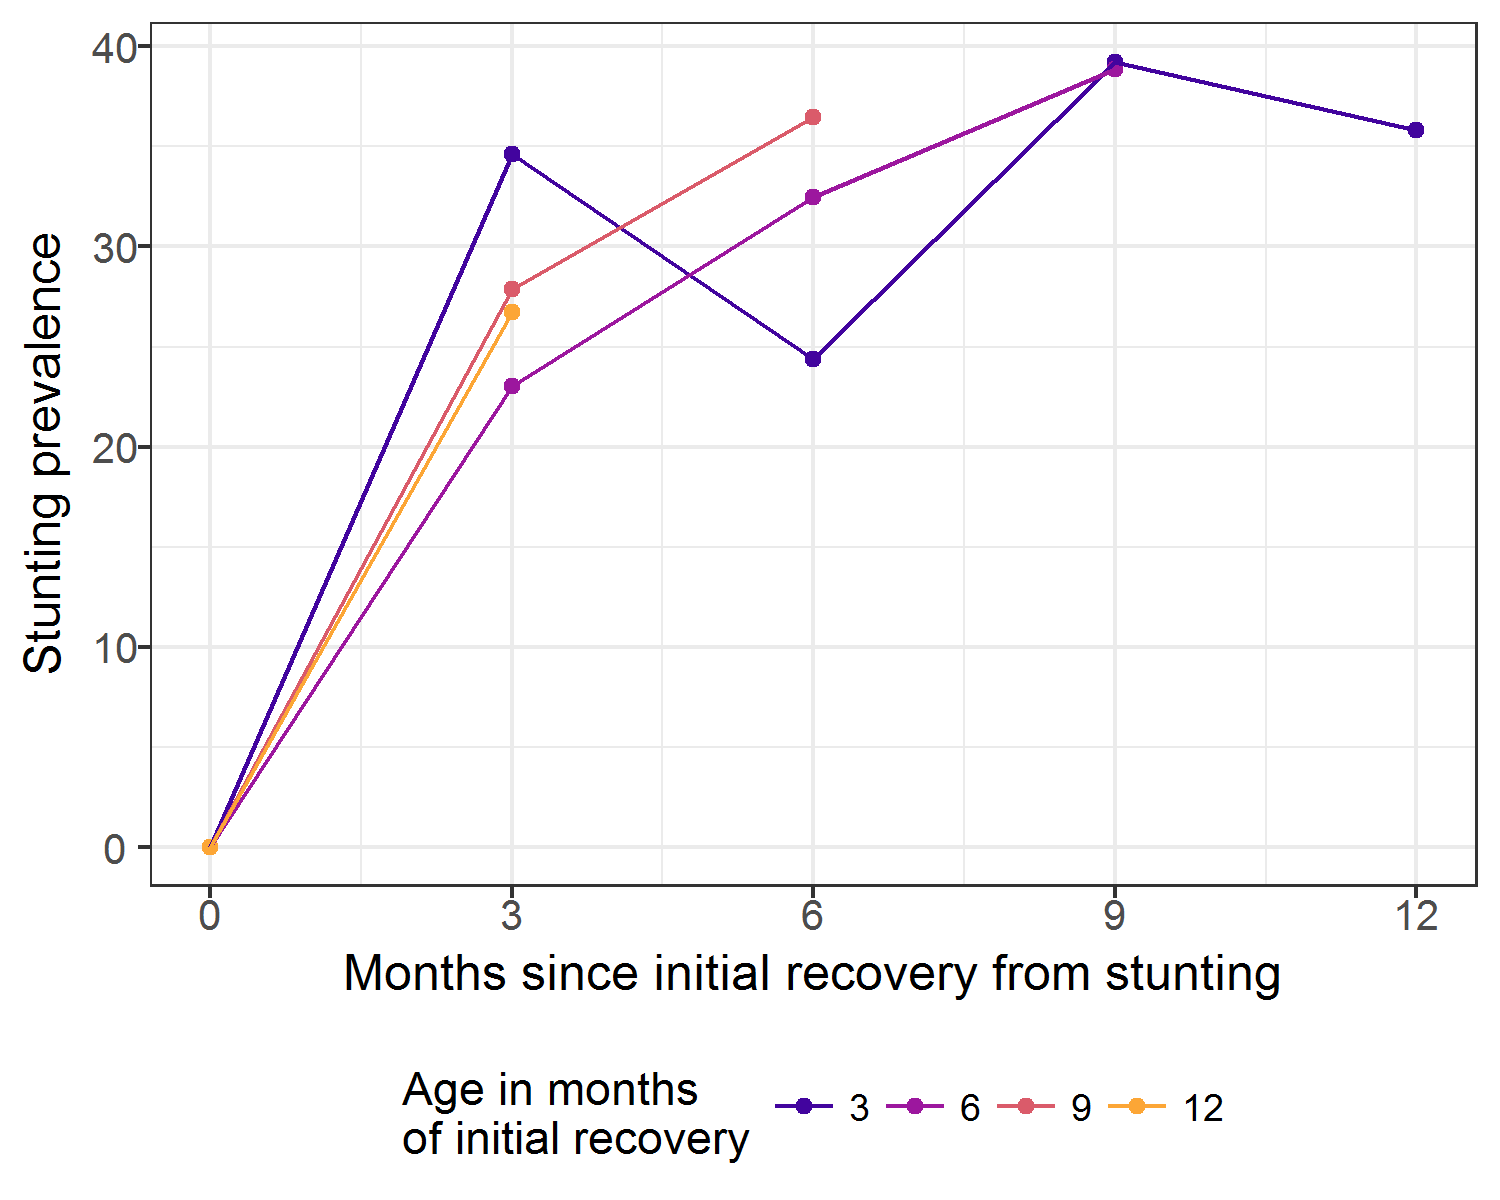 Stunting prevalence
40
30
20
10
0
0 3 6 9 12
Months since initial recovery from stunting
Age in months
of initial recovery
3 6 9 12